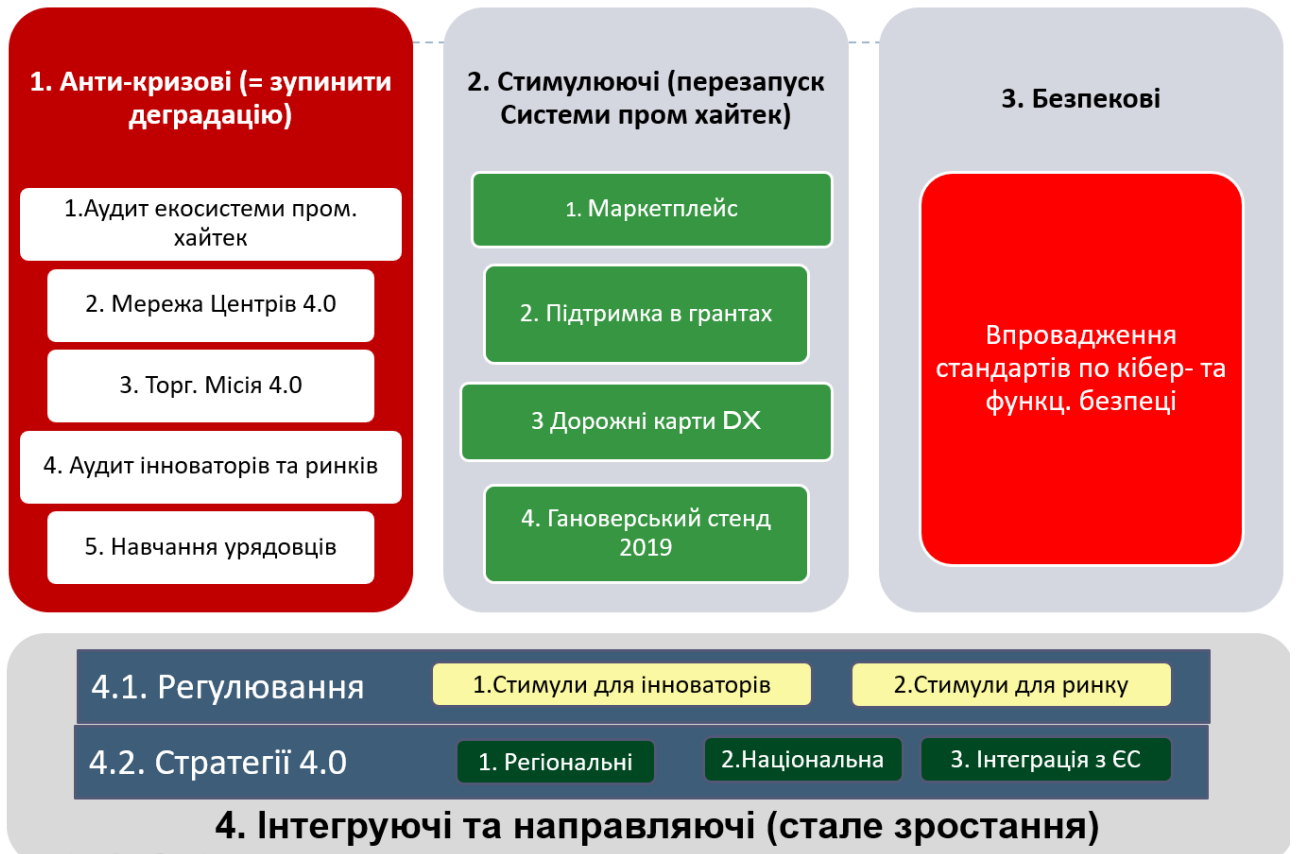 1. Анти-кризові (= зупинити
деградацію)
1.Аудит екосистеми пром.
хайтек
2. Мережа Центрів 4.0
3. Торг. Місія 4.0
4. Аудит інноваторів та ринків
5. Навчання урядовців
2. Стимулюючі (перезапуск
Системи пром хайтек)
1. Маркетплейс
2. Підтримка в грантах
3 Дорожні карти DX
4. Гановерський стенд
2019
3. Безпекові
Впровадження
стандартів по кібер- та
функц. безпеці
4.1. Регулювання
1.Стимули для інноваторів
2.Стимули для ринку
4.2. Стратегії 4.0
1. Регіональні
2.Національна
3. Інтеграція з ЄС
4. Інтегруючі та направляючі (стале зростання)